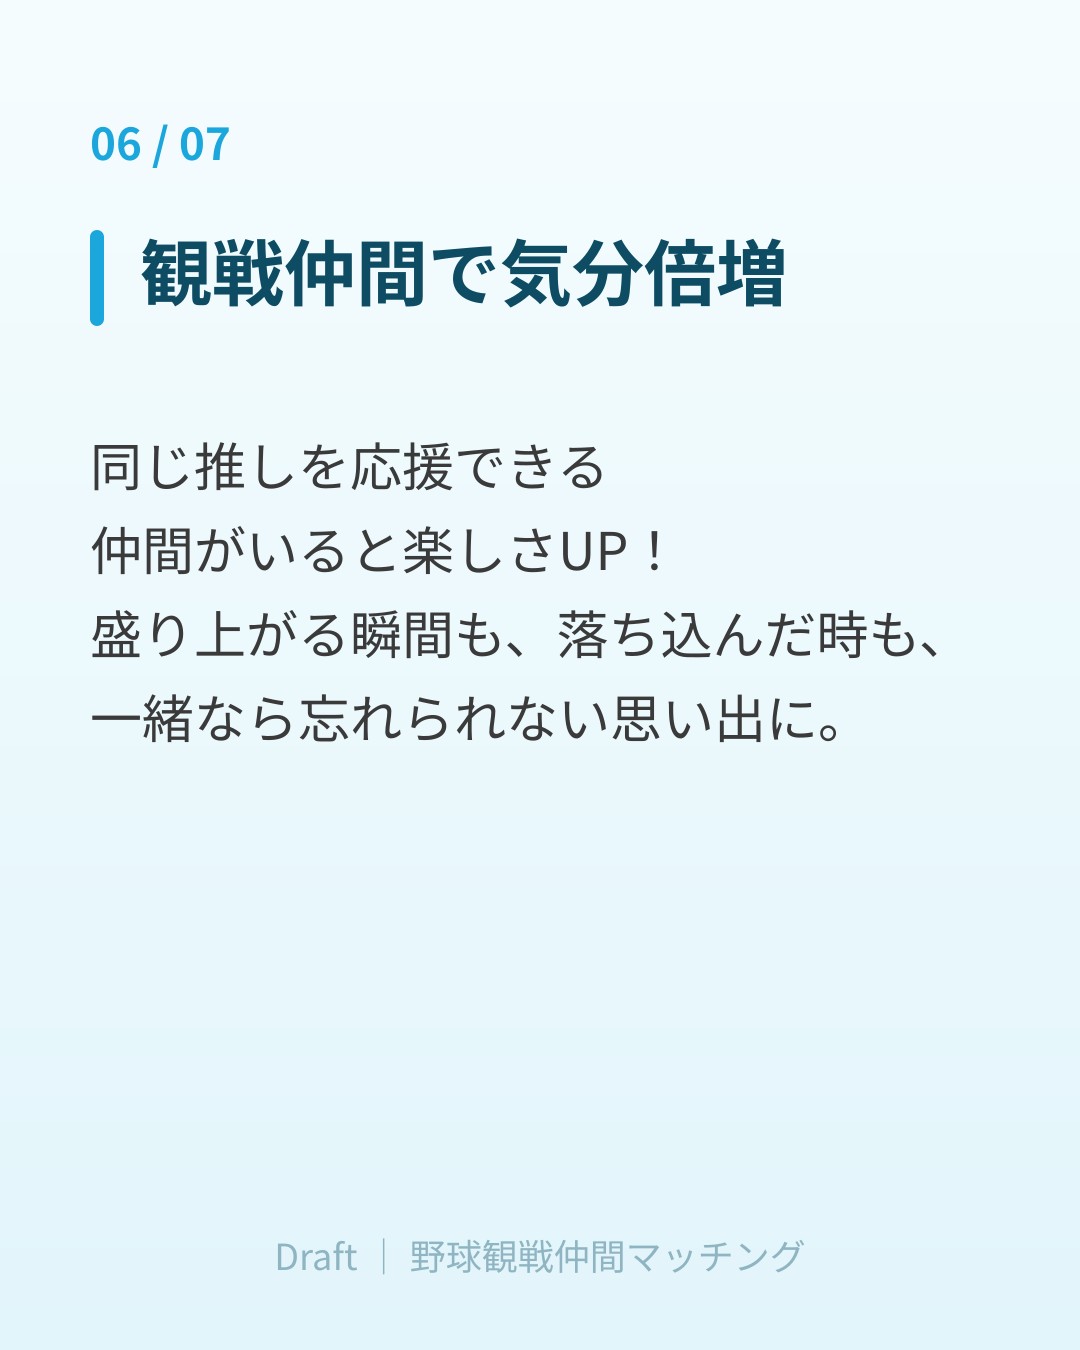 06 / 07
観戦仲間で気分倍増
同じ推しを応援できる
仲間がいると楽しさUP！
盛り上がる瞬間も、落ち込んだ時も、
一緒なら忘れられない思い出に。
Draft ｜ 野球観戦仲間マッチング